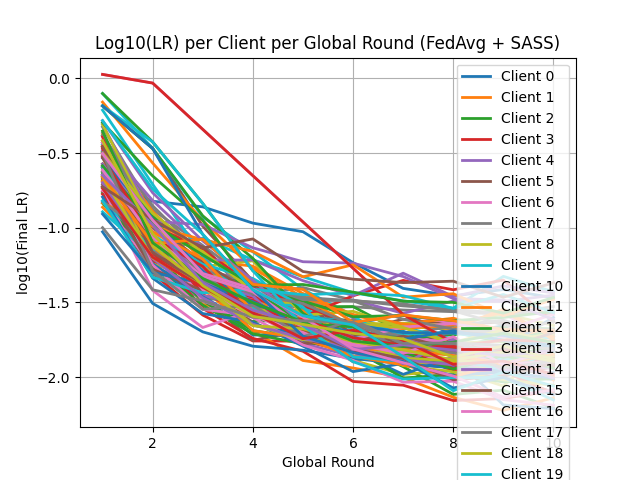 Log10(LR) per Client per Global Round (FedAvg + SASS)
log10(Final LR)
0.0
−0.5
−1.0
−1.5
−2.0
2
4
6
8
10
Global Round
Client 0
Client 1
Client 2
Client 3
Client 4
Client 5
Client 6
Client 7
Client 8
Client 9
Client 10
Client 11
Client 12
Client 13
Client 14
Client 15
Client 16
Client 17
Client 18
Client 19